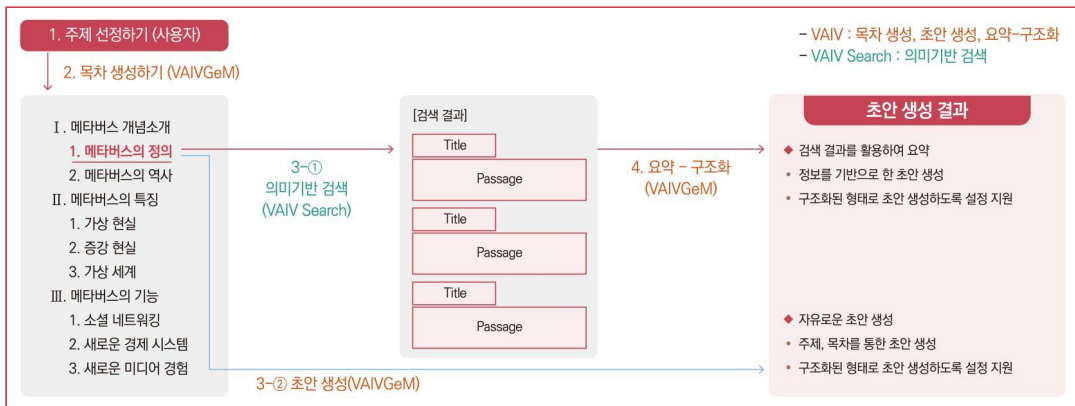 1. 주제 선정하기 (사용자)
2. 목차 생성하기 (VAIVGeM)
- VAIV : 목차 생성, 초안 생성, 요약-구조화
- VAIV Search : 의미기반 검색
Ⅰ. 메타버스 개념소개
1. 메타버스의 정의
2. 메타버스의 역사
Ⅱ. 메타버스의 특징
1. 가상 현실
2. 증강 현실
3. 가상 세계
Ⅲ. 메타버스의 기능
1. 소셜 네트워킹
2. 새로운 경제 시스템
3. 새로운 미디어 경험
3-①
의미기반 검색
(VAIV Search)
[검색 결과]
Title
Passage
Title
Passage
Title
Passage
4. 요약 - 구조화
(VAIVGeM)
3-② 초안 생성(VAIVGeM)
초안 생성 결과
◆ 검색 결과를 활용하여 요약
• 정보를 기반으로 한 초안 생성
• 구조화된 형태로 초안 생성하도록 설정 지원
◆ 자유로운 초안 생성
• 주제, 목차를 통한 초안 생성
• 구조화된 형태로 초안 생성하도록 설정 지원